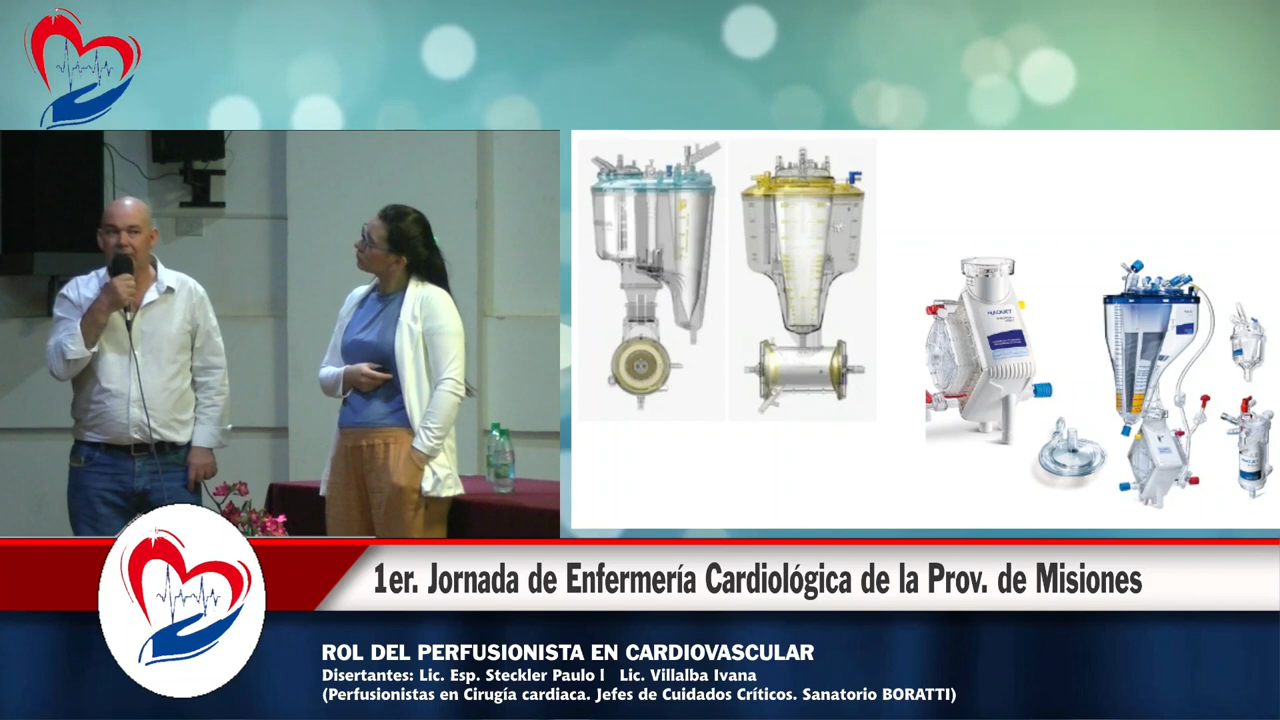 MAQUET
1er. Jornada de Enfermería Cardiológica de la Prov. de Misiones
ROL DEL PERFUSIONISTA EN CARDIOVASCULAR
Disertantes: Lic. Esp. Steckler Paulo l Lic. Villalba Ivana
(Perfusionistas en Cirugía cardiaca. Jefes de Cuidados Críticos. Sanatorio BORATTI)